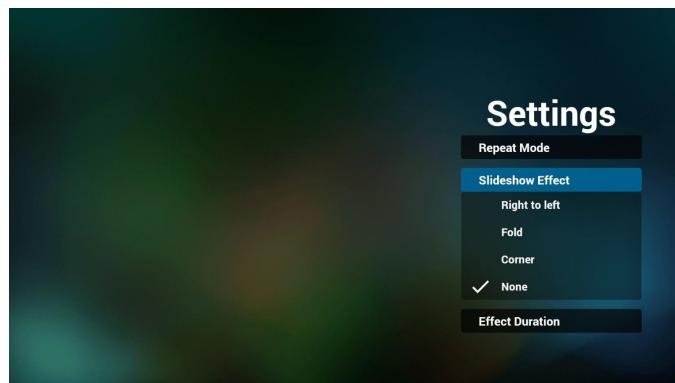 Settings
Repeat Mode
Slideshow Effect
Right to left
Fold
Corner
None
Effect Duration